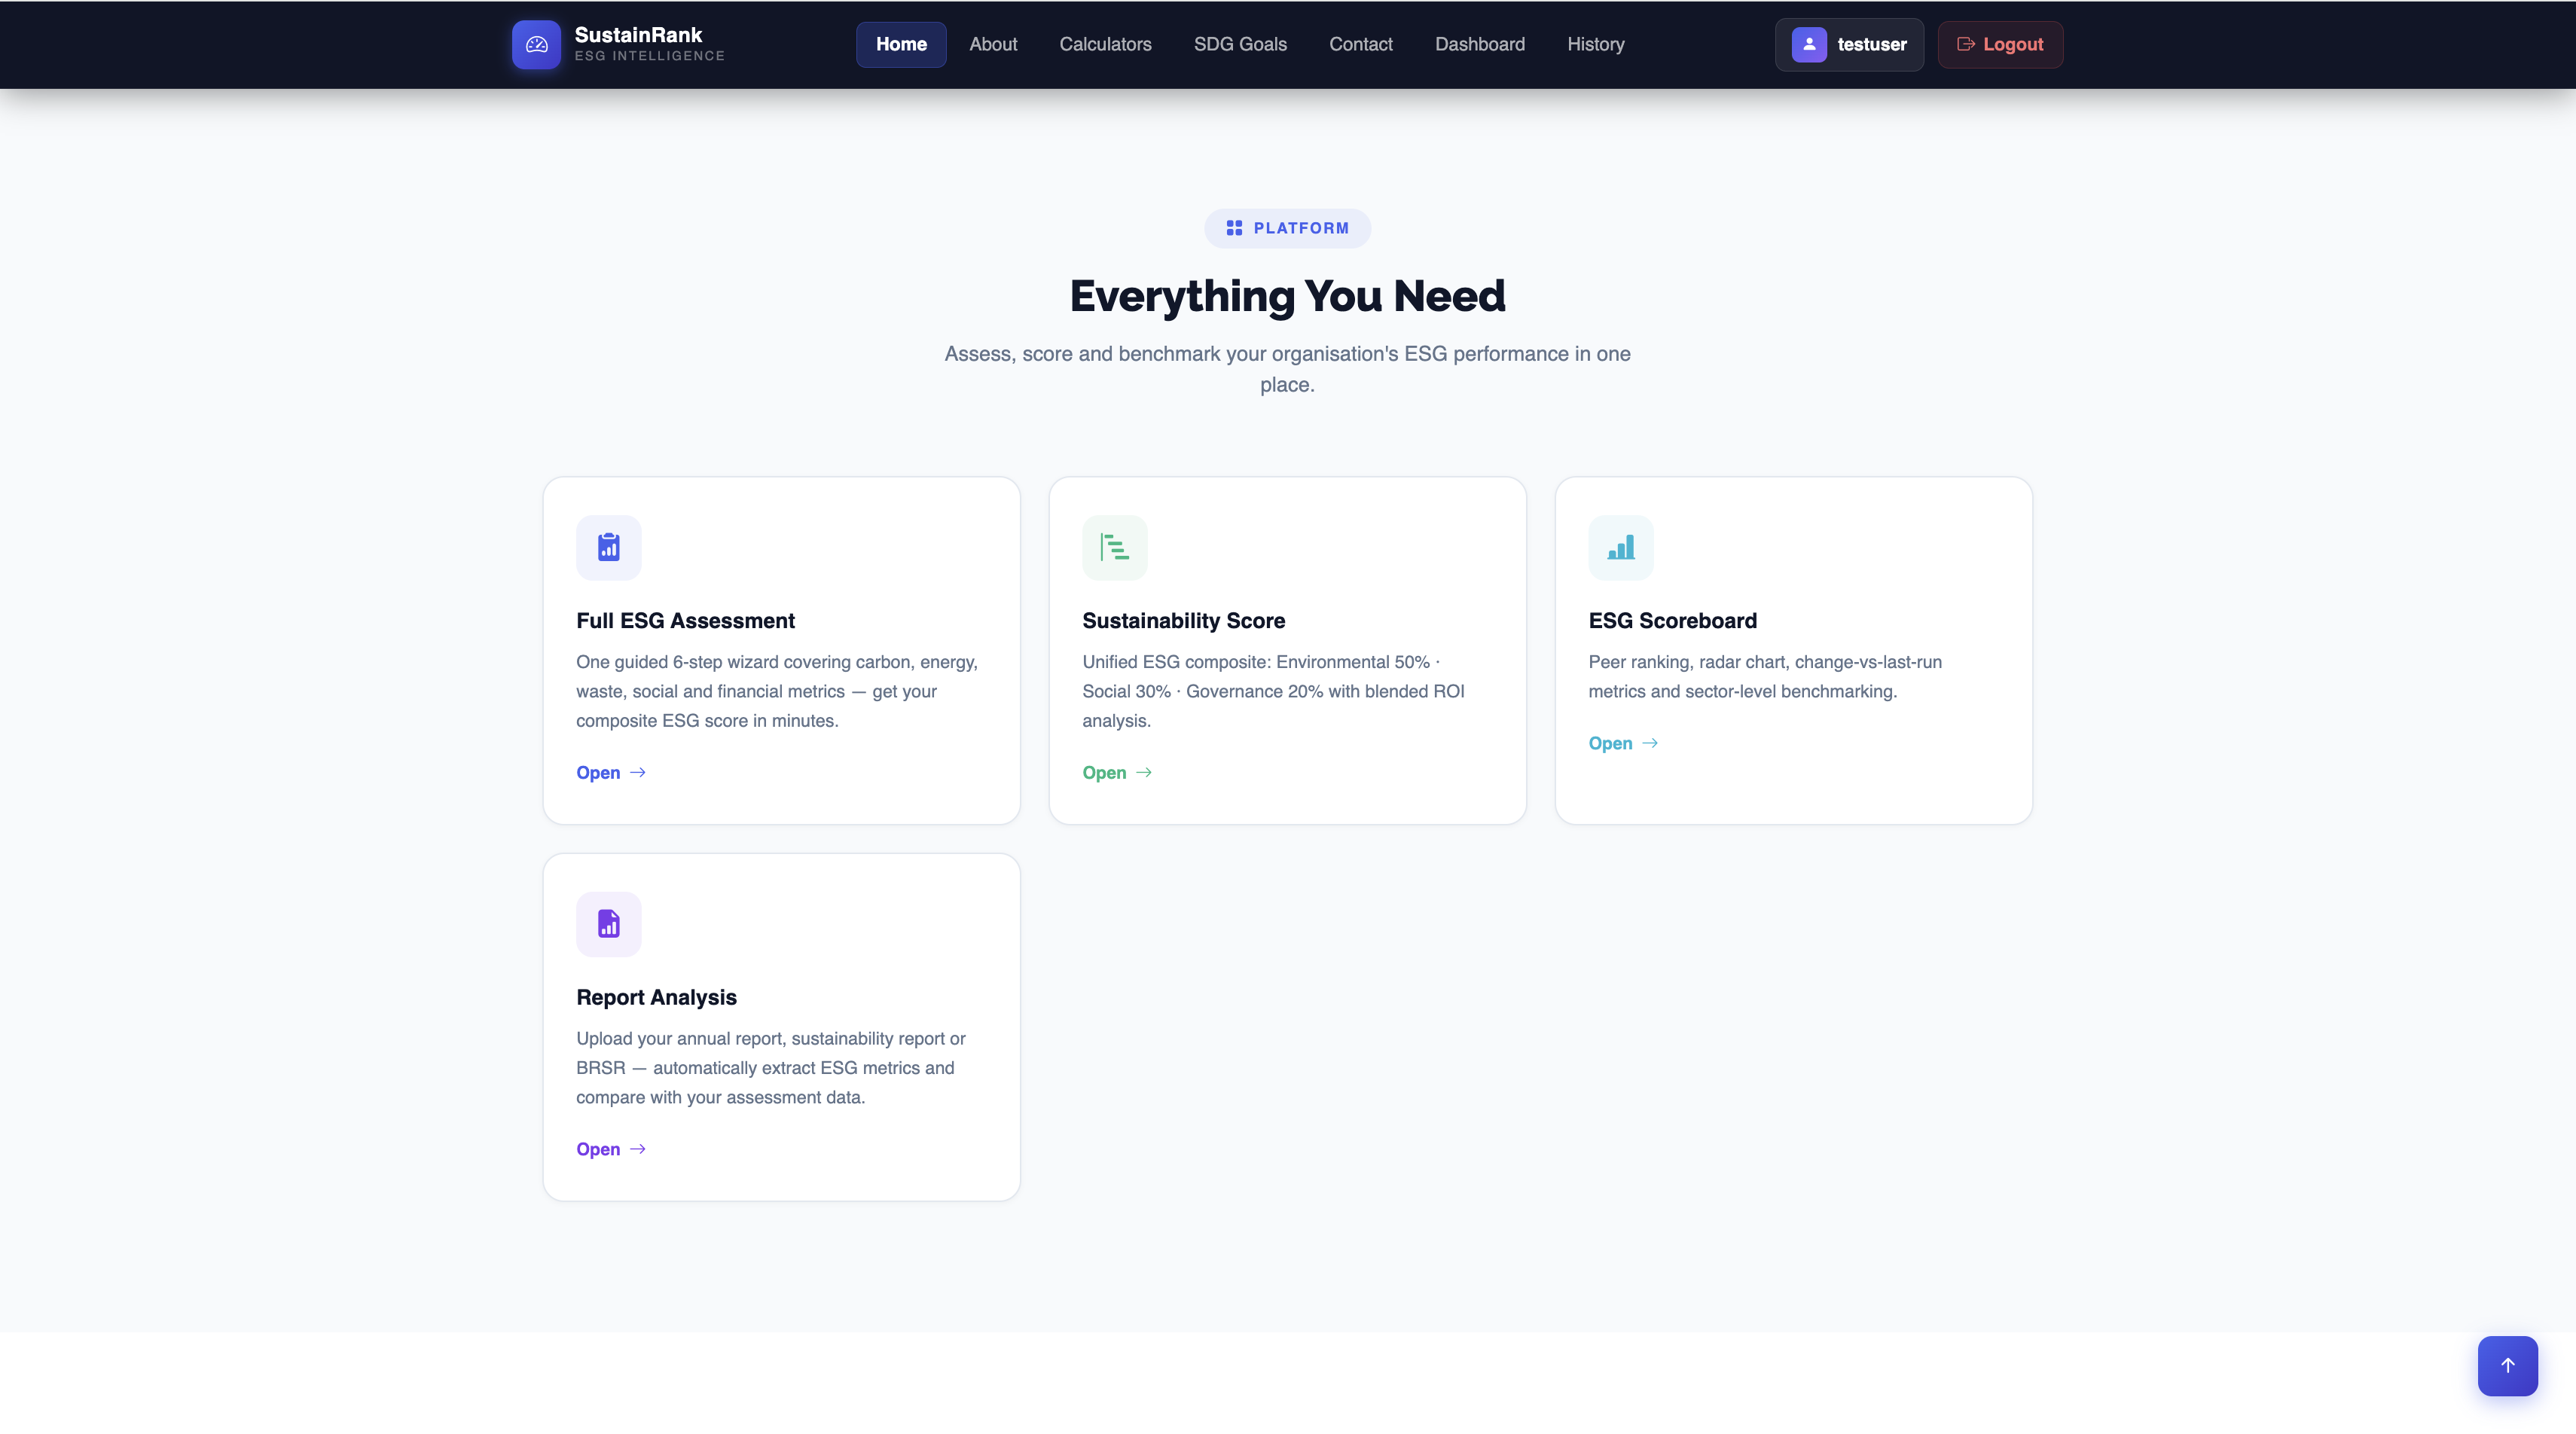 SustainRank
ESG INTELLIGENCE
Home
About
Calculators
SDG Goals
Contact
Dashboard
History
testuser
Logout
PLATFORM
Everything You Need
Assess, score and benchmark your organisation's ESG performance in one
place.
Full ESG Assessment
One guided 6-step wizard covering carbon, energy,
waste, social and financial metrics — get your
composite ESG score in minutes.
Open
Sustainability Score
Unified ESG composite: Environmental 50% ·
Social 30% · Governance 20% with blended ROI
analysis.
Open
ESG Scoreboard
Peer ranking, radar chart, change-vs-last-run
metrics and sector-level benchmarking.
Open
Report Analysis
Upload your annual report, sustainability report or
BRSR — automatically extract ESG metrics and
compare with your assessment data.
Open